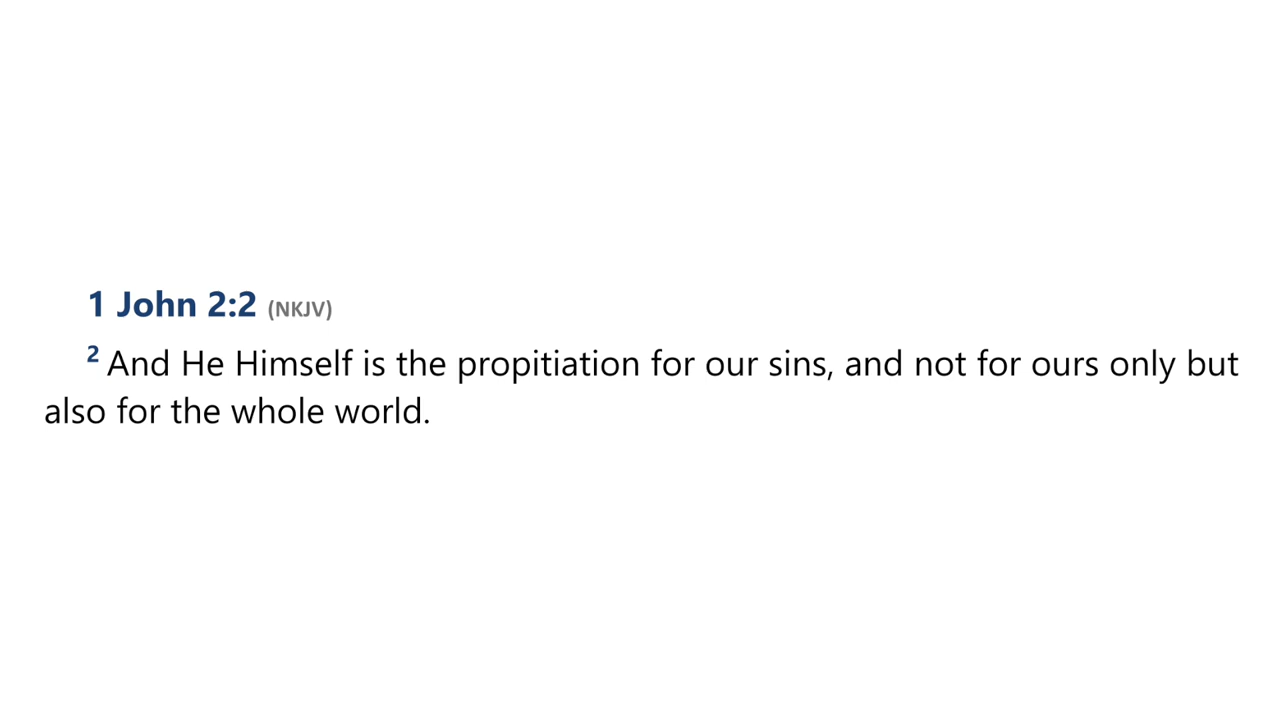 1 John 2:2 (NKJV)
2 And He Himself is the propitiation for our sins, and not for ours only but
also for the whole world.